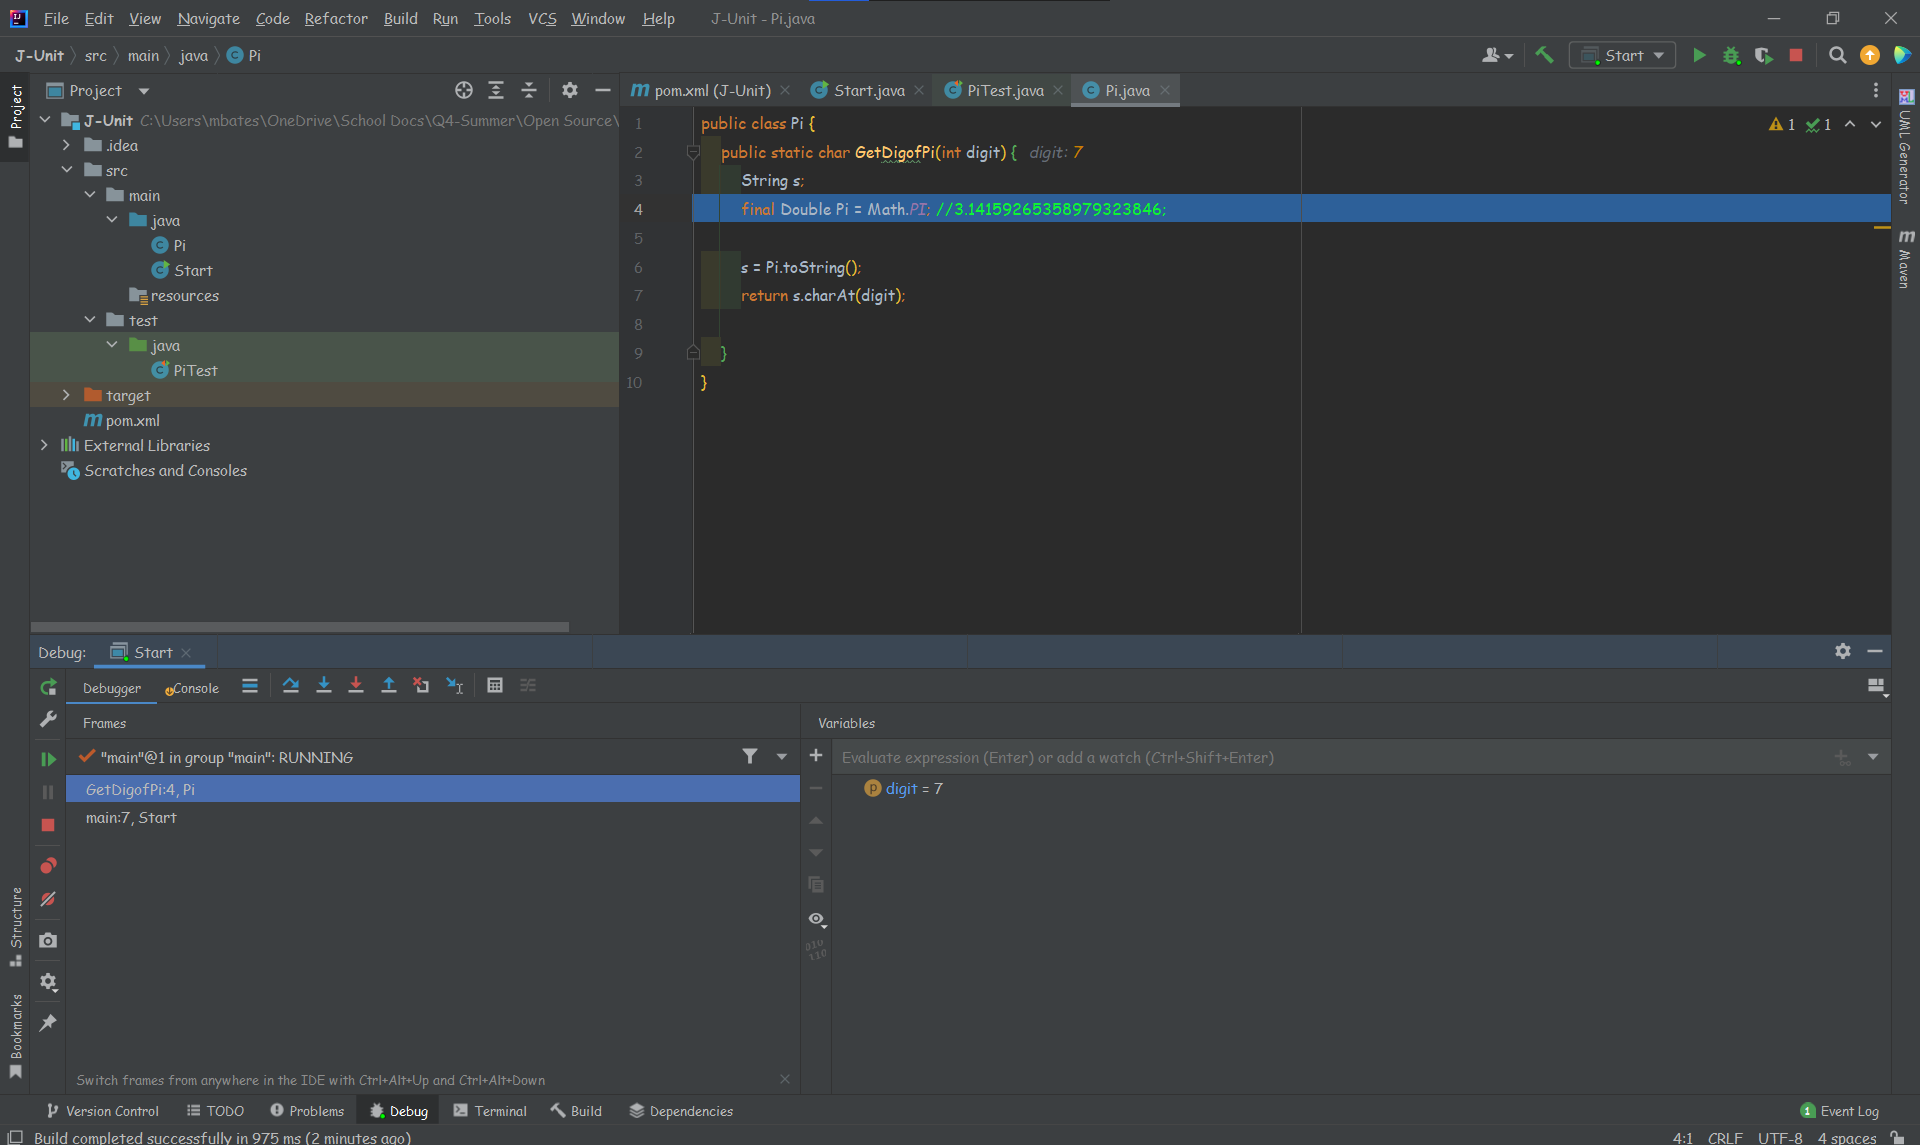 File Edit View Navigate Code Refactor Build Run Tools VCS Window Help J-Unit - Pi.java
J-Unit src main java Pi
Start
Project
Project
pom.xml (J-Unit) Start.java PiTest.java Pi.java
J-Unit C:\Users\mbates\OneDrive\School Docs\Q4-Summer\Open Source\
.idea
src
main
java
Pi
Start
resources
test
java
PiTest
target
pom.xml
External Libraries
Scratches and Consoles
1 public class Pi {
2 public static char GetDigofPi(int digit) { digit: 7
3 String s;
4 final Double Pi = Math.PI; //3.14159265358979323846;
5
6 s = Pi.toString();
7 return s.charAt(digit);
8
9 }
10 }
1 1
UML Generator
Maven
Debug: Start
Debugger Console
Frames
Variables
"main"@1 in group "main": RUNNING
Evaluate expression (Enter) or add a watch (Ctrl+Shift+Enter)
GetDigofPi:4, Pi
main:7, Start
digit = 7
Structure
Bookmarks
Switch frames from anywhere in the IDE with Ctrl+Alt+Up and Ctrl+Alt+Down
Version Control TODO Problems Debug Terminal Build Dependencies 1 Event Log
Build completed successfully in 975 ms (2 minutes ago) 4:1 CRLF UTF-8 4 spaces